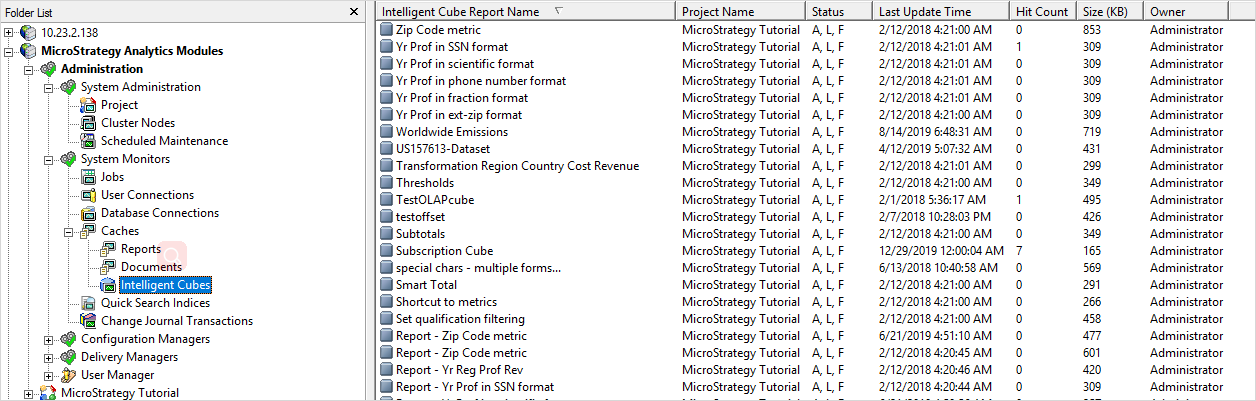 Folder List
10.23.2.138
MicroStrategy Analytics Modules
Administration
System Administration
Project
Cluster Nodes
Scheduled Maintenance
System Monitors
Jobs
User Connections
Database Connections
Caches
Reports
Documents
Intelligent Cubes
Quick Search Indices
Change Journal Transactions
Configuration Managers
Delivery Managers
User Manager
MicroStrategy Tutorial
Intelligent Cube Report Name Project Name Status Last Update Time Hit Count Size (KB) Owner
Zip Code metric MicroStrategy Tutorial A, L, F 2/12/2018 4:21:00 AM 0 853 Administrator
Yr Prof in SSN format MicroStrategy Tutorial A, L, F 2/12/2018 4:21:01 AM 1 309 Administrator
Yr Prof in scientific format MicroStrategy Tutorial A, L, F 2/12/2018 4:21:01 AM 0 309 Administrator
Yr Prof in phone number format MicroStrategy Tutorial A, L, F 2/12/2018 4:21:01 AM 0 309 Administrator
Yr Prof in fraction format MicroStrategy Tutorial A, L, F 2/12/2018 4:21:01 AM 0 309 Administrator
Yr Prof in ext-zip format MicroStrategy Tutorial A, L, F 2/12/2018 4:21:00 AM 0 309 Administrator
Worldwide Emissions MicroStrategy Tutorial A, L, F 8/14/2019 6:48:31 AM 0 719 Administrator
US157613-Dataset MicroStrategy Tutorial A, L, F 4/12/2019 5:07:32 AM 0 431 Administrator
Transformation Region Country Cost Revenue MicroStrategy Tutorial A, L, F 2/12/2018 4:21:01 AM 0 299 Administrator
Thresholds MicroStrategy Tutorial A, L, F 2/12/2018 4:21:00 AM 0 349 Administrator
TestOLAPcube MicroStrategy Tutorial A, L, F 2/1/2018 5:36:17 AM 1 495 Administrator
testoffset MicroStrategy Tutorial A, L, F 2/7/2018 10:28:03 PM 0 426 Administrator
Subtotals MicroStrategy Tutorial A, L, F 2/12/2018 4:21:00 AM 0 349 Administrator
Subscription Cube MicroStrategy Tutorial A, L, F 12/29/2019 12:00:04 AM 7 165 Administrator
special chars - multiple forms... MicroStrategy Tutorial A, L, F 6/13/2018 10:40:58 AM 0 569 Administrator
Smart Total MicroStrategy Tutorial A, L, F 2/12/2018 4:21:00 AM 0 291 Administrator
Shortcut to metrics MicroStrategy Tutorial A, L, F 2/12/2018 4:21:00 AM 0 266 Administrator
Set qualification filtering MicroStrategy Tutorial A, L, F 2/12/2018 4:21:00 AM 0 458 Administrator
Report - Zip Code metric MicroStrategy Tutorial A, L, F 6/21/2019 4:51:10 AM 0 477 Administrator
Report - Zip Code metric MicroStrategy Tutorial A, L, F 2/12/2018 4:20:45 AM 0 601 Administrator
Report - Yr Reg Prof Rev MicroStrategy Tutorial A, L, F 2/12/2018 4:20:46 AM 0 420 Administrator
Report - Yr Prof in SSN format MicroStrategy Tutorial A, L, F 2/12/2018 4:20:44 AM 0 309 Administrator